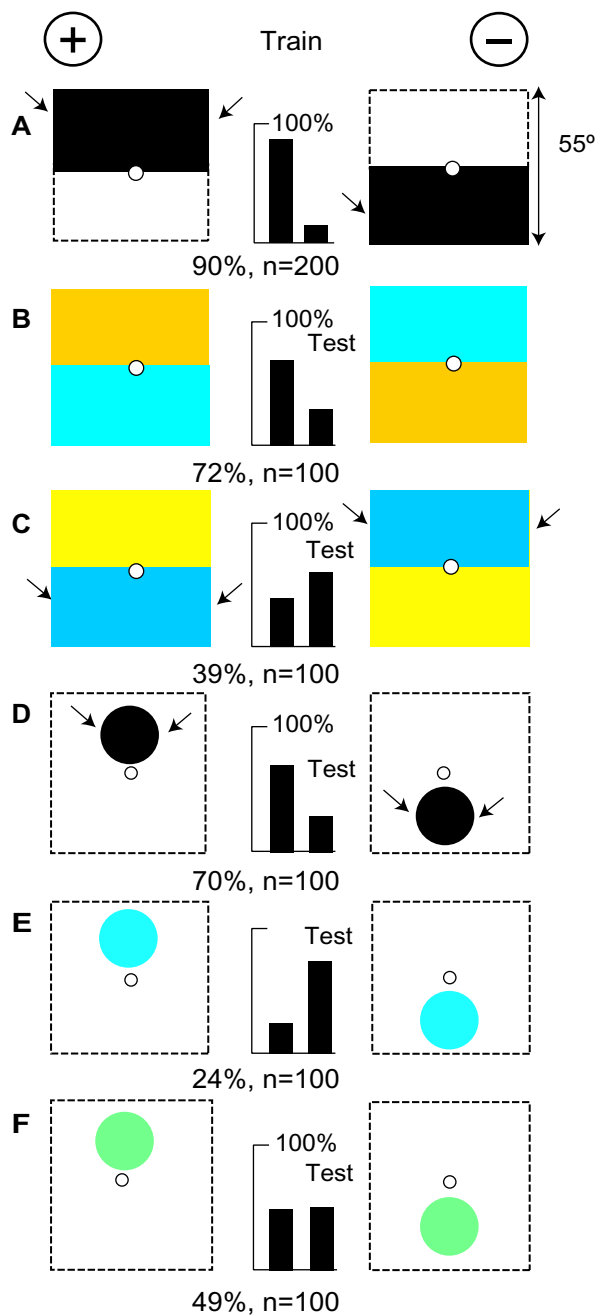 + Train −
A 100% 55º
90%, n=200
B 100%
Test
72%, n=100
C 100%
Test
39%, n=100
D 100%
Test
70%, n=100
E Test
24%, n=100
F 100%
Test
49%, n=100